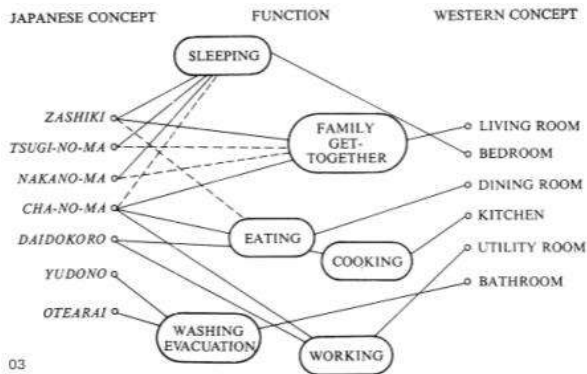 JAPANESE CONCEPT
FUNCTION
WESTERN CONCEPT
SLEEPING
ZASHIKI
TSUGI-NO-MA
NAKANO-MA
CHA-NO-MA
DAIDOKORO
YUDONO
OTEARAI
FAMILY
GET-
TOGETHER
EATING
COOKING
WASHING
EVACUATION
WORKING
LIVING ROOM
BEDROOM
DINING ROOM
KITCHEN
UTILITY ROOM
BATHROOM
03